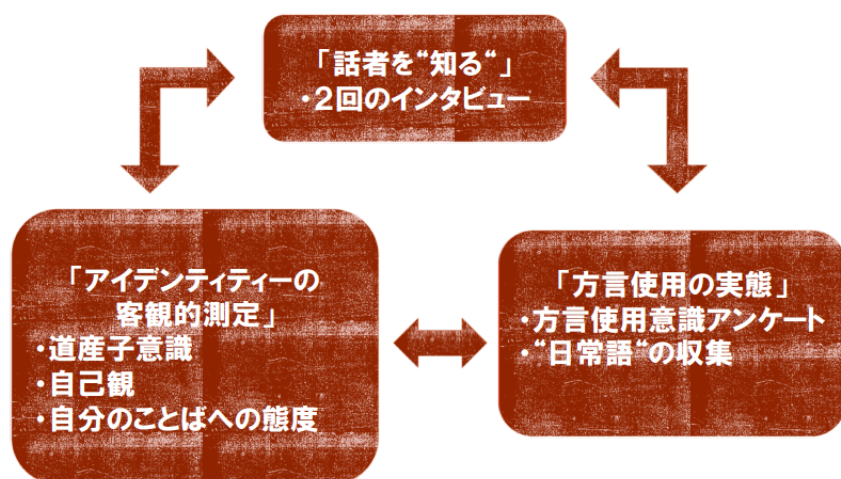 「話者を“知る“」
・２回のインタビュー
「アイデンティティーの
客観的測定」
・道産子意識
・自己観
・自分のことばへの態度
「方言使用の実態」
・方言使用意識アンケート
・“日常語“の収集